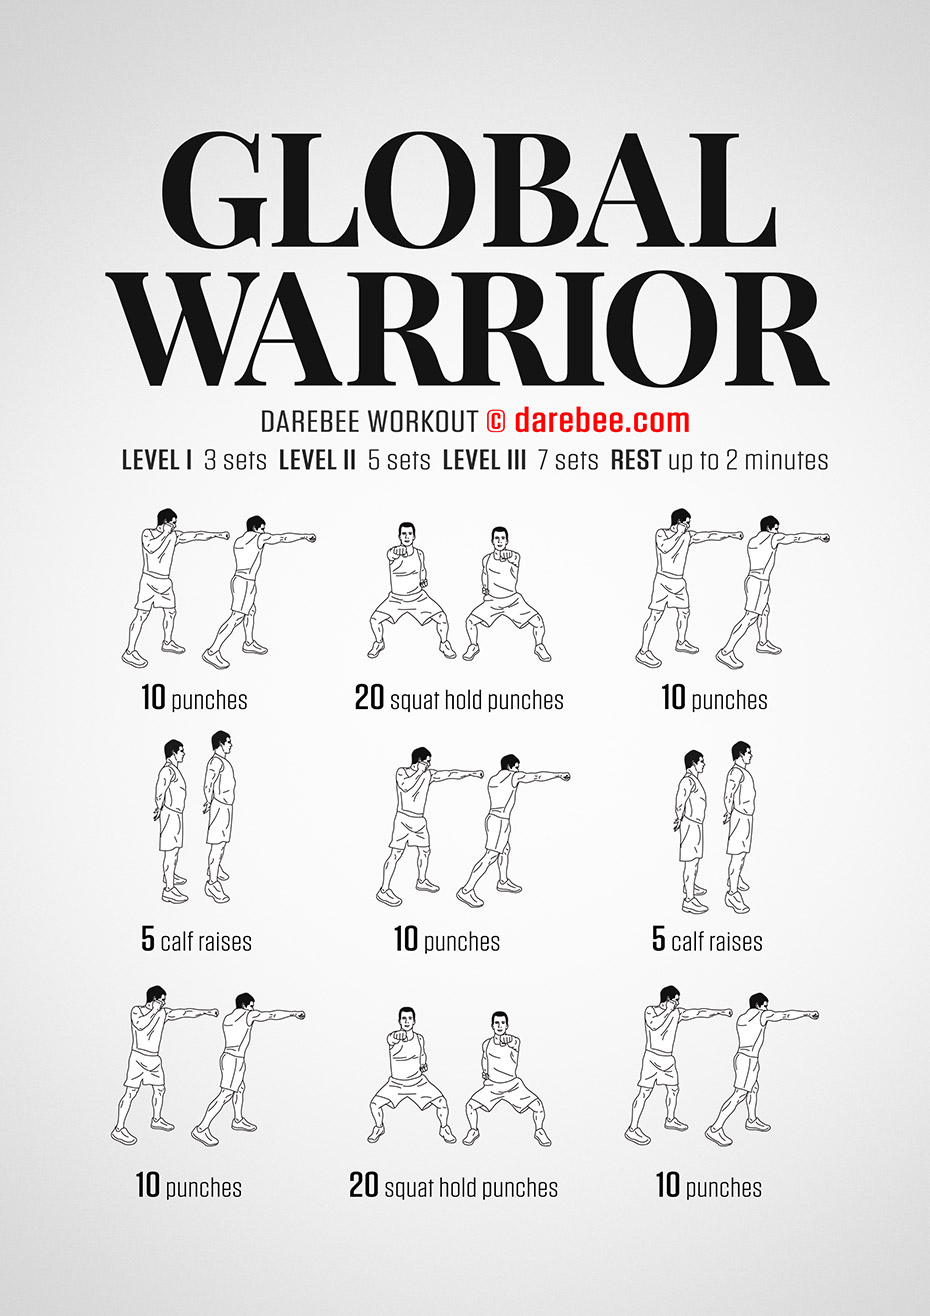 GLOBAL
WARRIOR
DAREBEE WORKOUT © darebee.com
LEVEL I 3 sets LEVEL II 5 sets LEVEL III 7 sets REST up to 2 minutes
10 punches
20 squat hold punches
10 punches
5 calf raises
10 punches
5 calf raises
10 punches
20 squat hold punches
10 punches